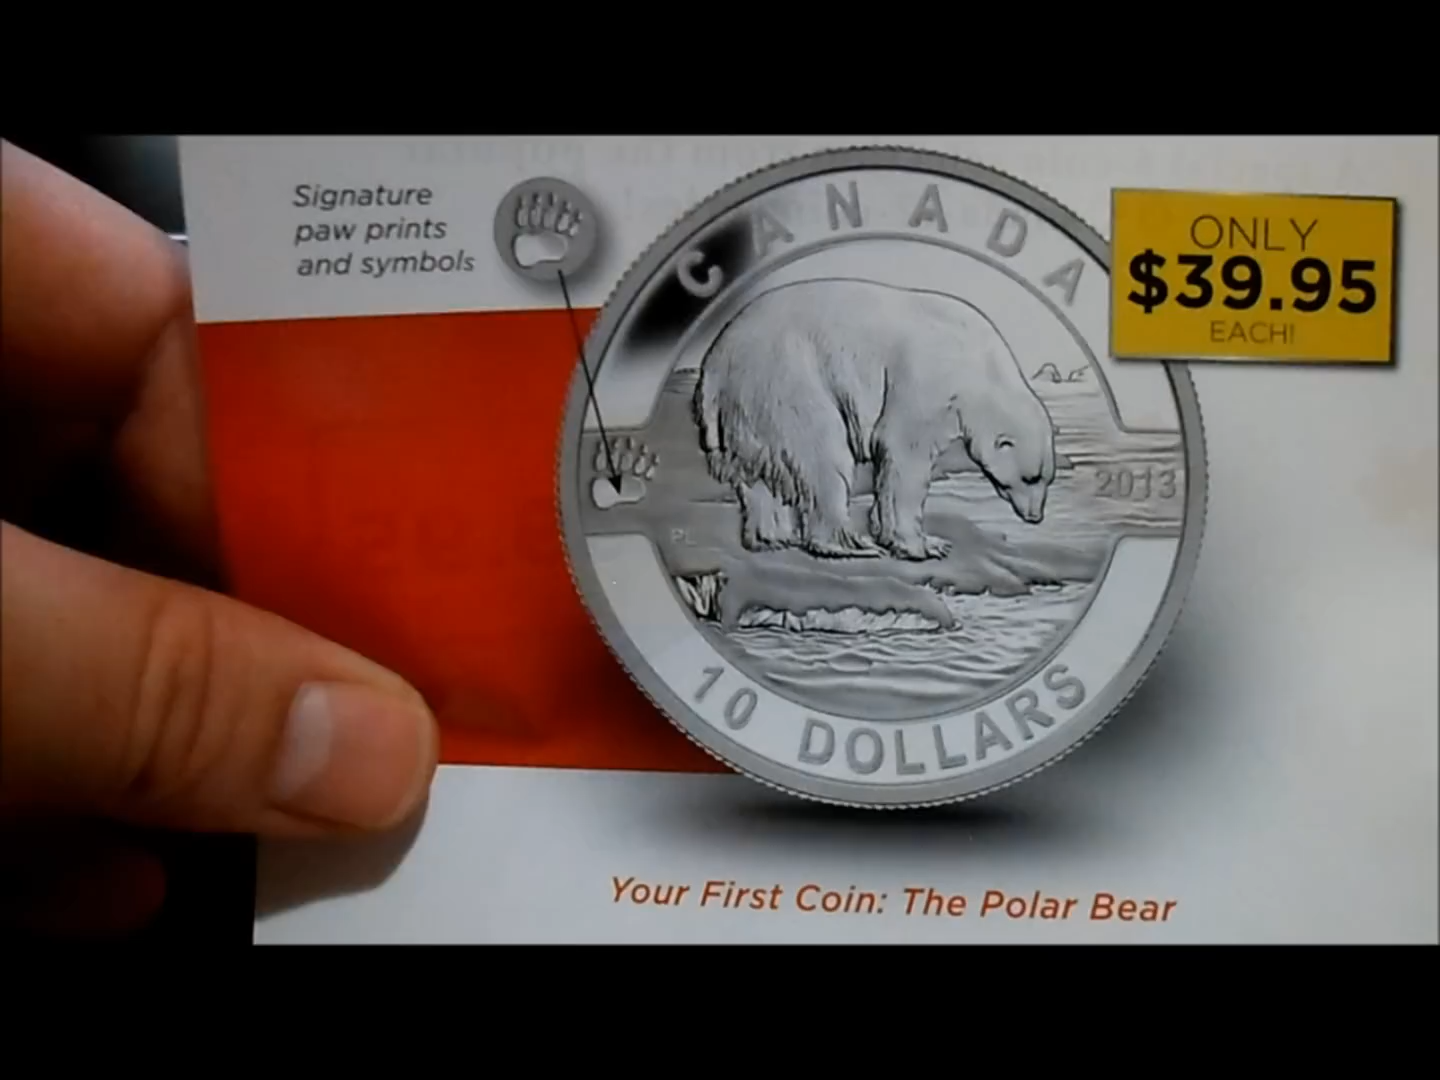 Signature
paw prints
and symbols
CANADA
ONLY
$39.95
EACH!
2013
PL
10 DOLLARS
Your First Coin: The Polar Bear